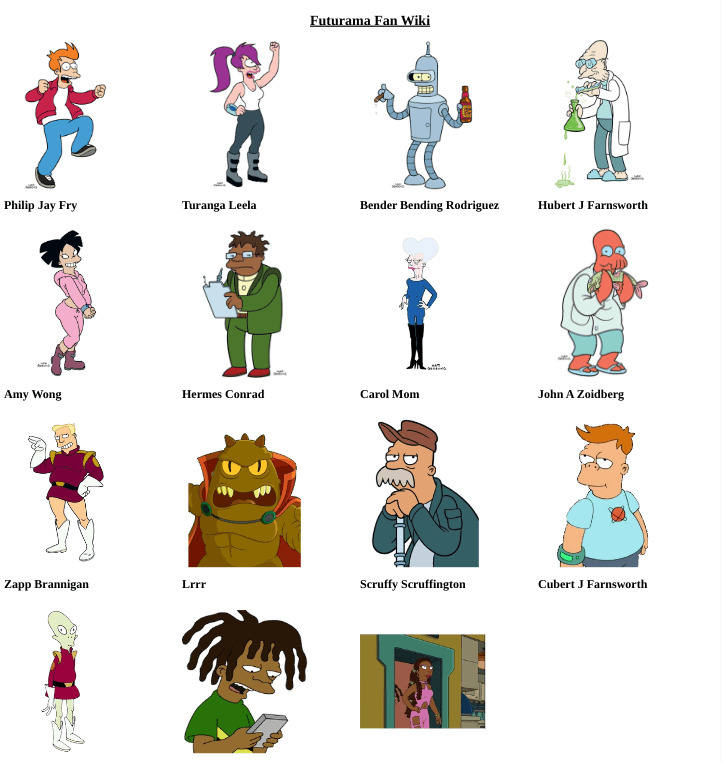 Futurama Fan Wiki
Philip Jay Fry
Turanga Leela
Bender Bending Rodriguez
Hubert J Farnsworth
Amy Wong
Hermes Conrad
Carol Mom
John A Zoidberg
Zapp Brannigan
Lrrr
Scruffy Scruffington
Cubert J Farnsworth